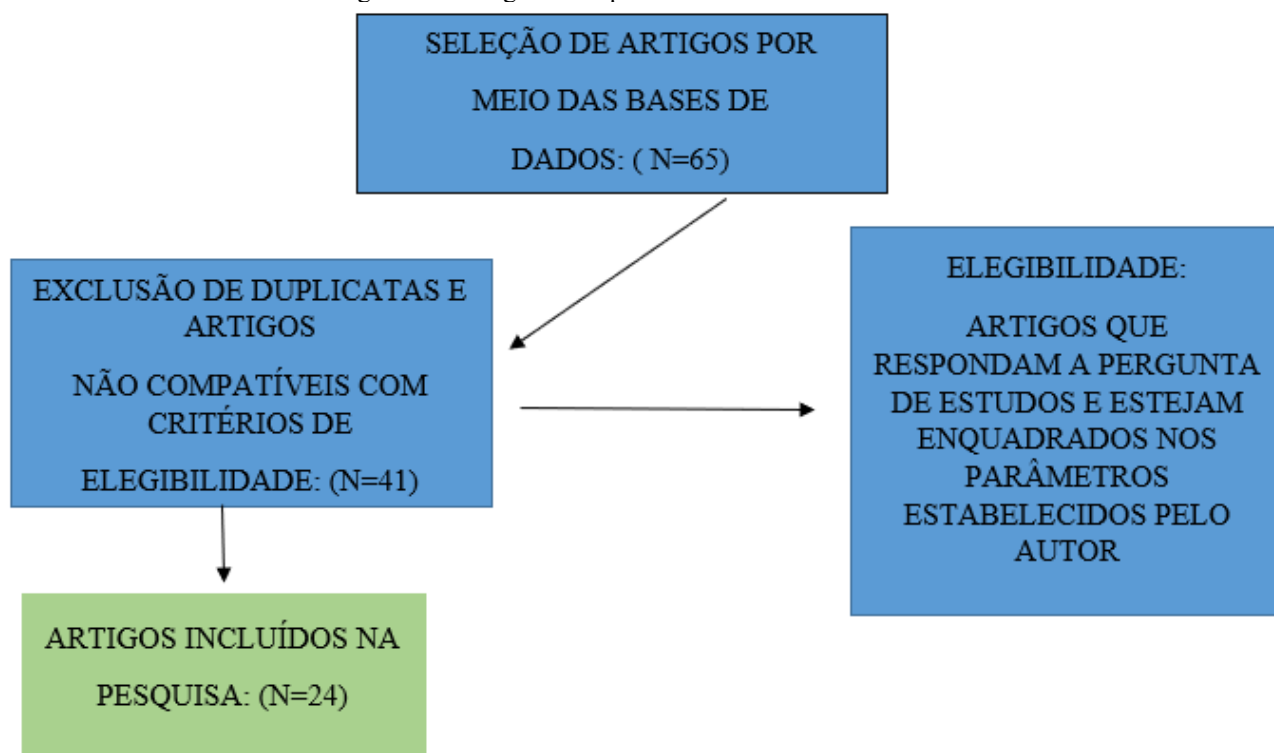 SELEÇÃO DE ARTIGOS POR
MEIO DAS BASES DE
DADOS: ( N=65)
EXCLUSÃO DE DUPLICATAS E
ARTIGOS
NÃO COMPATÍVEIS COM
CRITÉRIOS DE
ELEGIBILIDADE: (N=41)
ELEGIBILIDADE:
ARTIGOS QUE
RESPONDAM A PERGUNTA
DE ESTUDOS E ESTEJAM
ENQUADRADOS NOS
PARÂMETROS
ESTABELECIDOS PELO
AUTOR
ARTIGOS INCLUÍDOS NA
PESQUISA: (N=24)